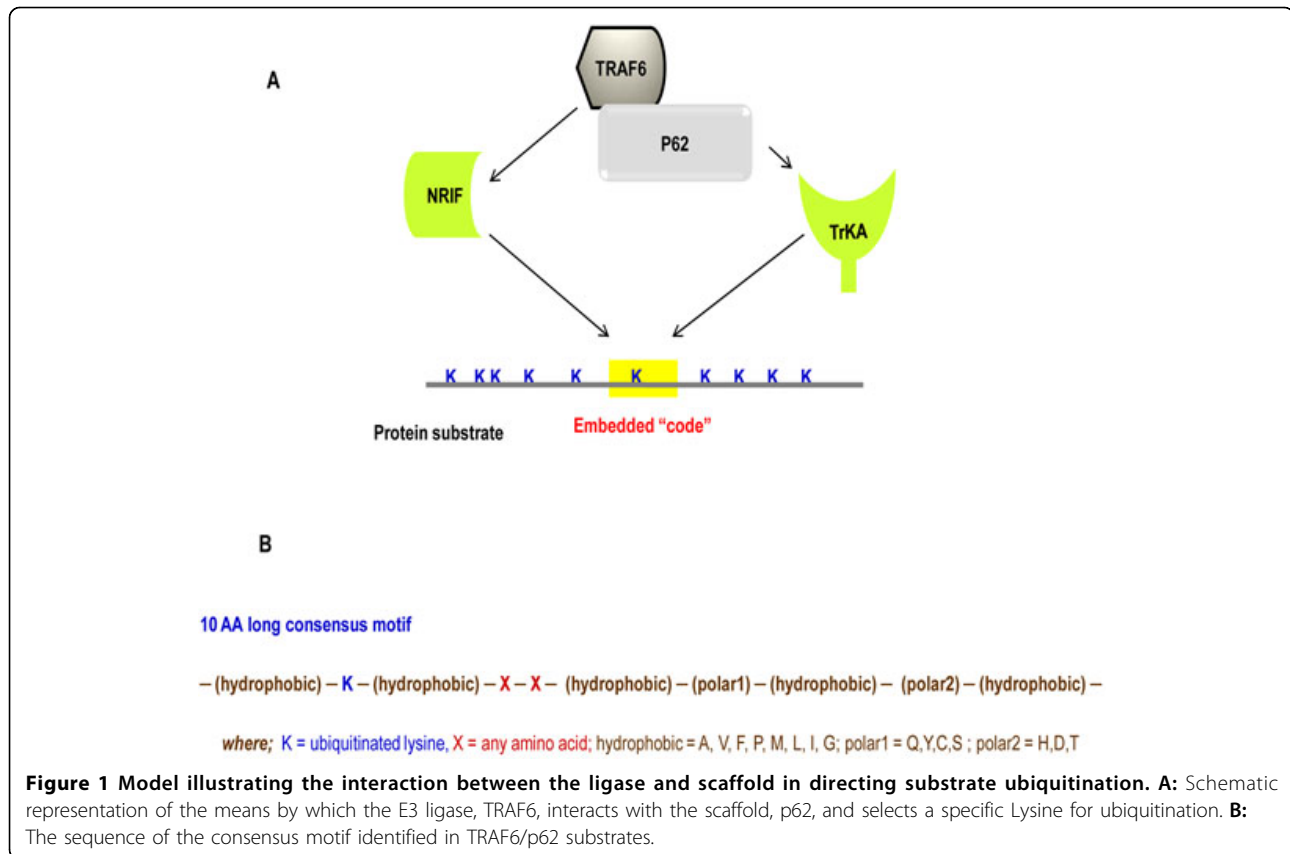 A
TRAF6
P62
NRIF
TrKA
K K K K K K K K K K
Protein substrate
Embedded “code”
B
10 AA long consensus motif
– (hydrophobic) – K – (hydrophobic) – X – X – (hydrophobic) – (polar1) – (hydrophobic) – (polar2) – (hydrophobic) –
where; K = ubiquitinated lysine, X = any amino acid; hydrophobic = A, V, F, P, M, L, I, G; polar1 = Q,Y,C,S ; polar2 = H,D,T
Figure 1 Model illustrating the interaction between the ligase and scaffold in directing substrate ubiquitination. A: Schematic
representation of the means by which the E3 ligase, TRAF6, interacts with the scaffold, p62, and selects a specific Lysine for ubiquitination. B:
The sequence of the consensus motif identified in TRAF6/p62 substrates.